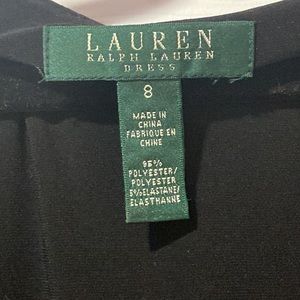 LAUREN
RALPH LAUREN
DRESS
8
MADE IN
CHINA
FABRIQUE EN
CHINE
95%
POLYESTER/
POLYESTER
5%ELASTANE/
ELASTHANNE